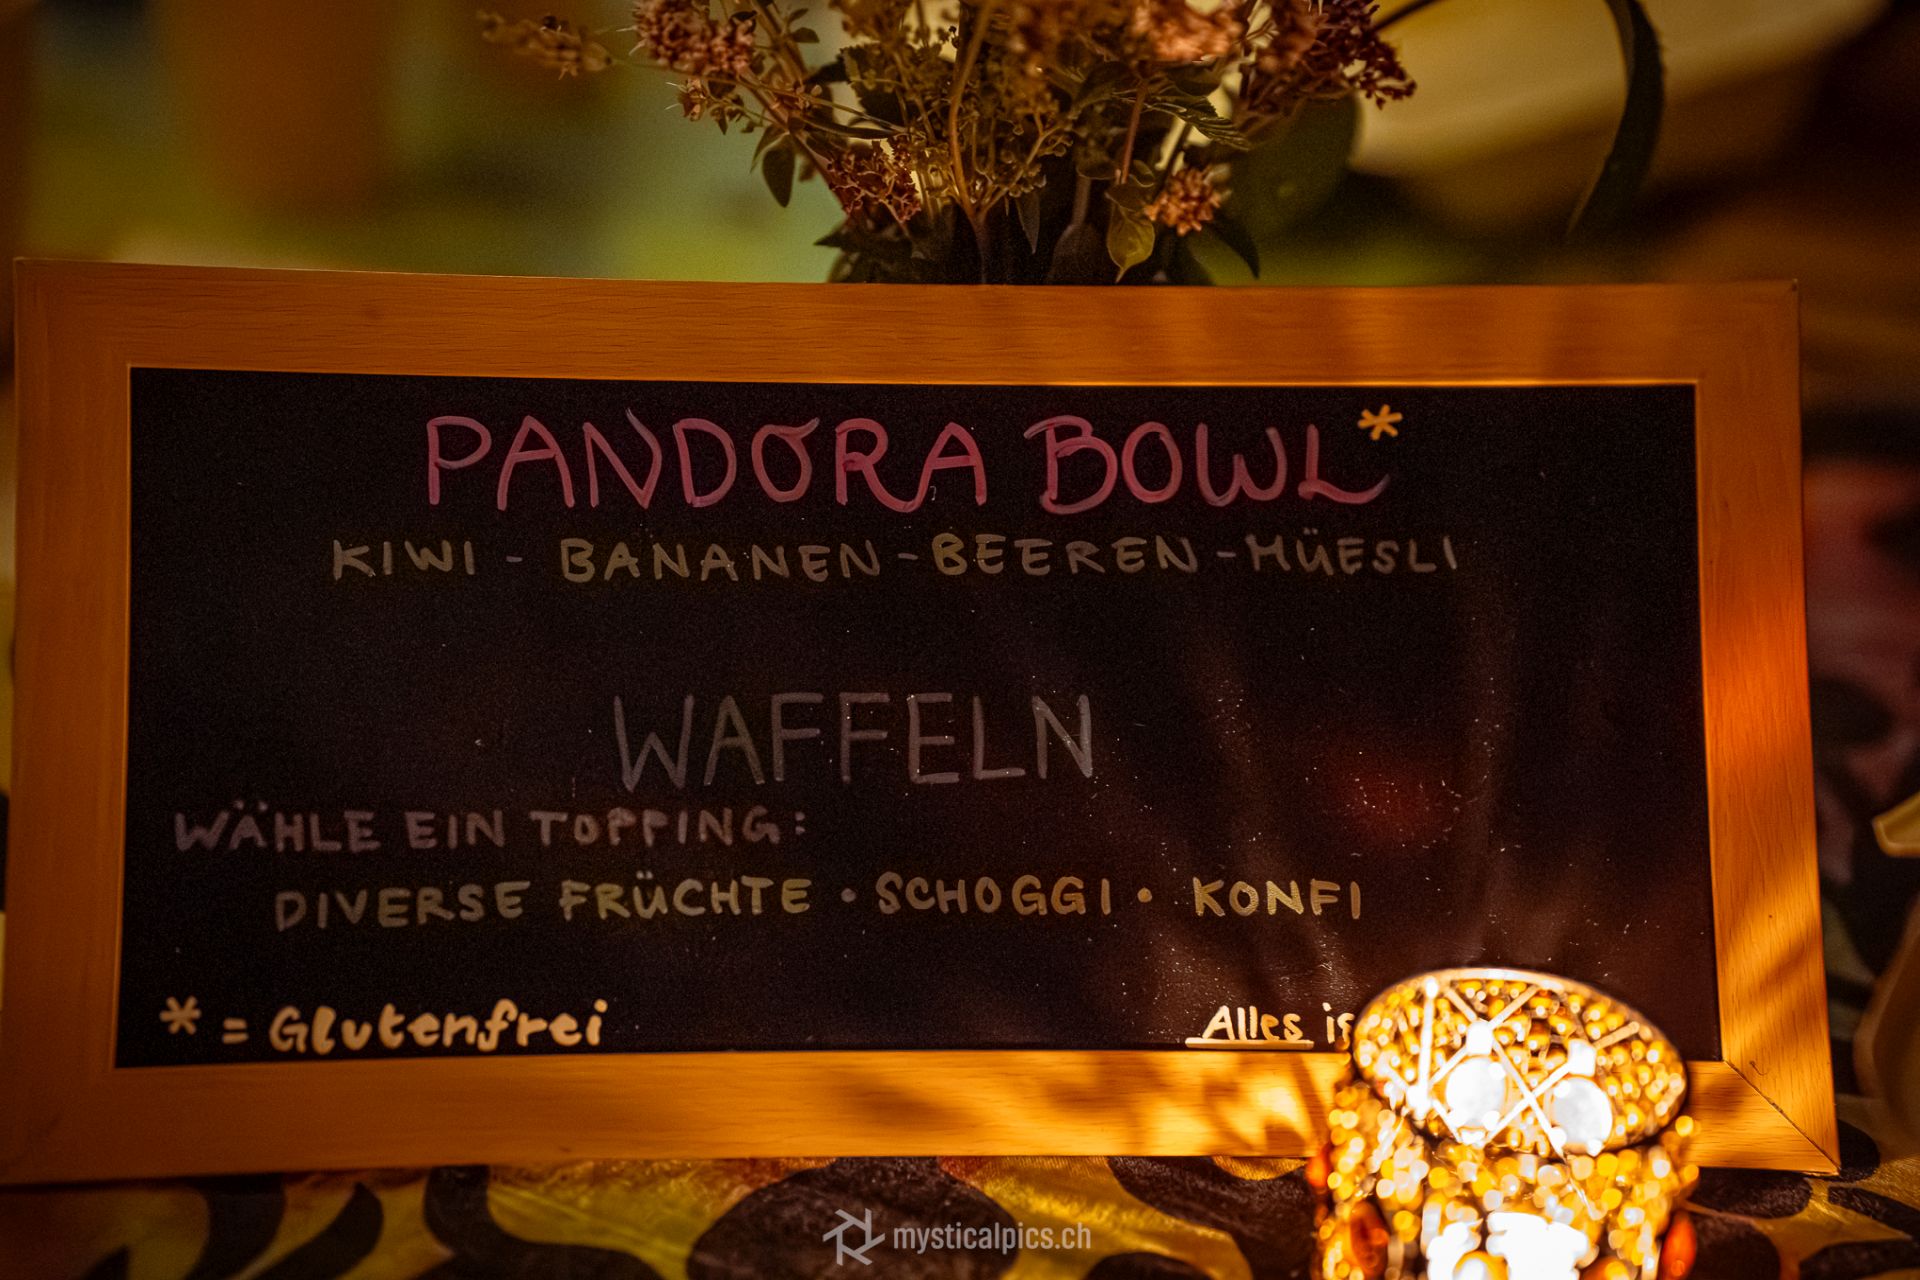 PANDORA BOWL*
KIWI - BANANEN - BEEREN - MÜESLI
WAFFELN
WÄHLE EIN TOPPING:
DIVERSE FRÜCHTE · SCHOGGI · KONFI
* = Glutenfrei
Alles
mysticalpics.ch